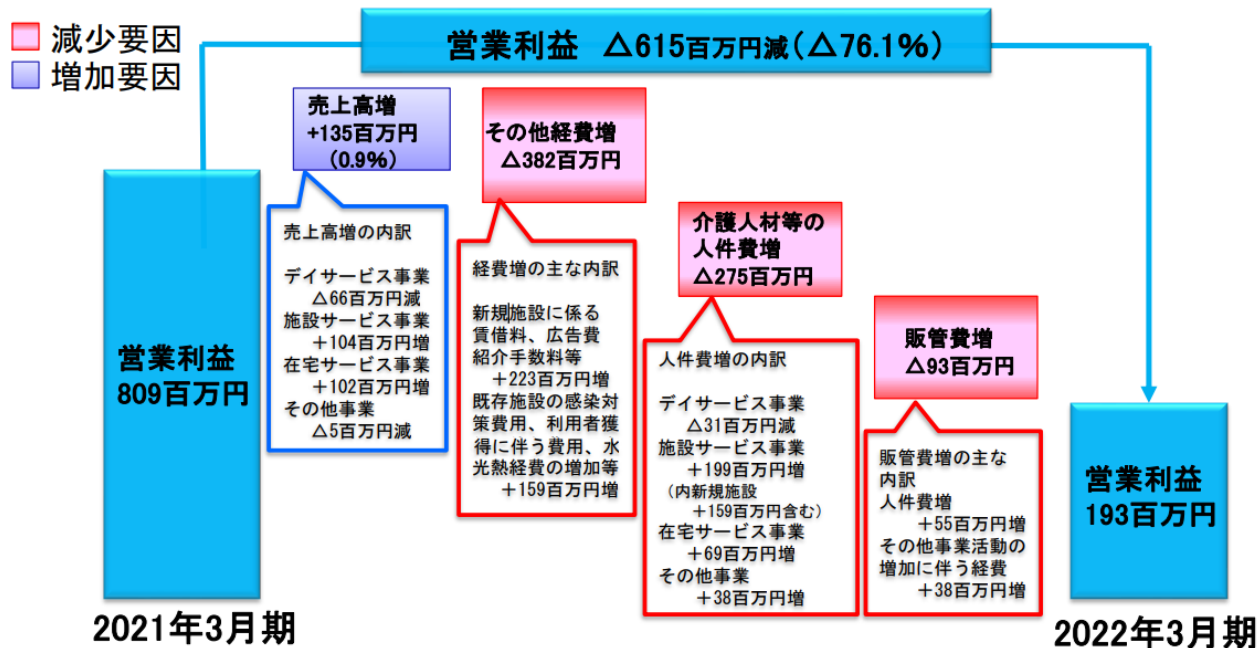 減少要因
増加要因
営業利益 △615百万円減(△76.1%)
売上高増
+135百万円
(0.9%)
その他経費増
△382百万円
介護人材等の
人件費増
△275百万円
販管費増
△93百万円
営業利益
809百万円
2021年3月期
売上高増の内訳
デイサービス事業
△66百万円減
施設サービス事業
+104百万円増
在宅サービス事業
+102百万円増
その他事業
△5百万円減
経費増の主な内訳
新規施設に係る
賃借料、広告費
紹介手数料等
+223百万円増
既存施設の感染対
策費用、利用者獲
得に伴う費用、水
光熱経費の増加等
+159百万円増
人件費増の内訳
デイサービス事業
△31百万円減
施設サービス事業
+199百万円増
(内新規施設
+159百万円含む)
在宅サービス事業
+69百万円増
その他事業
+38百万円増
販管費増の主な
内訳
人件費増
+55百万円増
その他事業活動の
増加に伴う経費
+38百万円増
営業利益
193百万円
2022年3月期